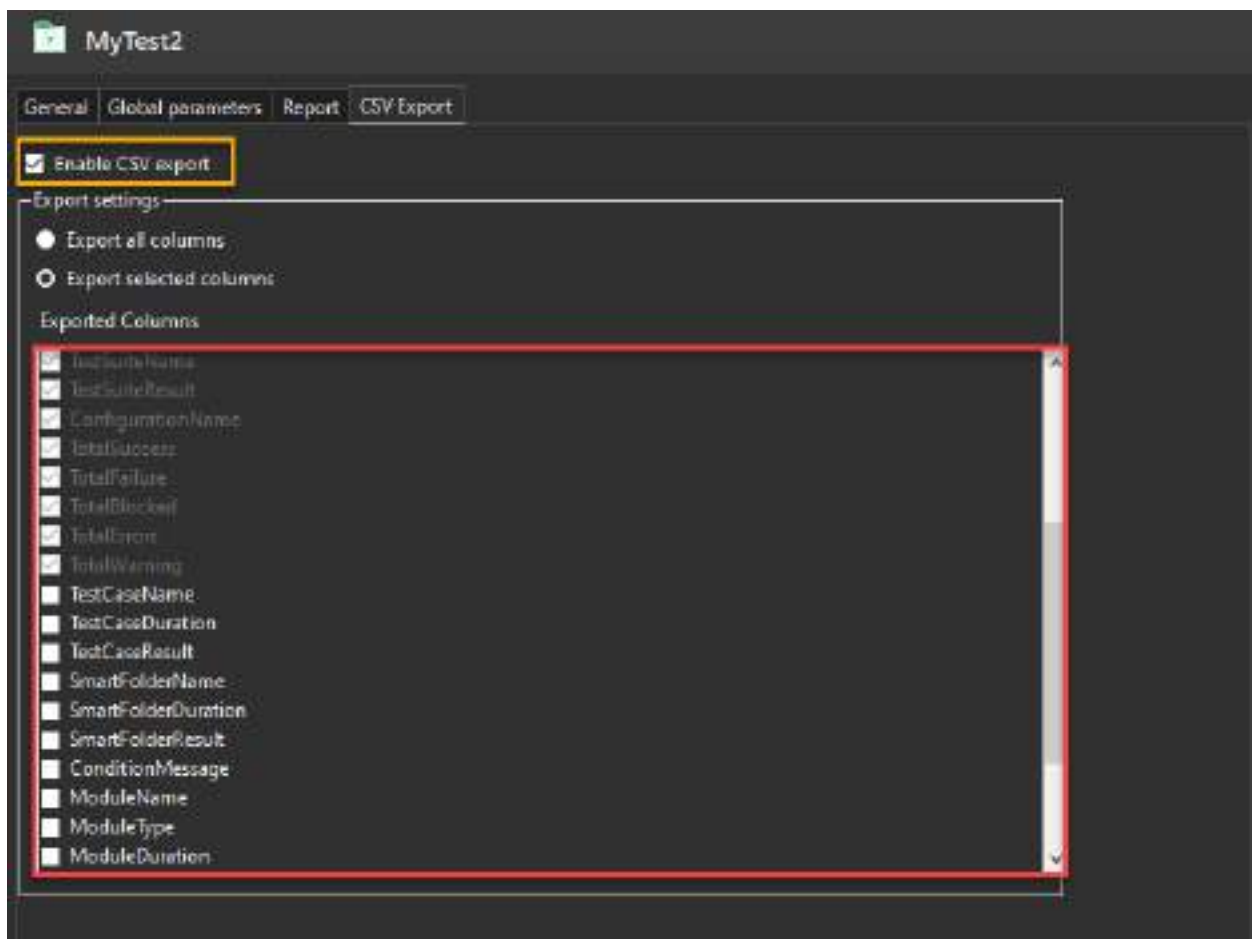 MyTest2
General Global parameters Report CSV Export
Enable CSV export
Export settings
Export all columns
Export selected columns
Exported Columns
TestSuiteName
TestSuiteResult
ConfigurationName
TotalSuccess
TotalFailure
TotalBlocked
TotalErrors
TotalWarning
TestCaseName
TestCaseDuration
TestCaseResult
SmartFolderName
SmartFolderDuration
SmartFolderResult
ConditionMessage
ModuleName
ModuleType
ModuleDuration